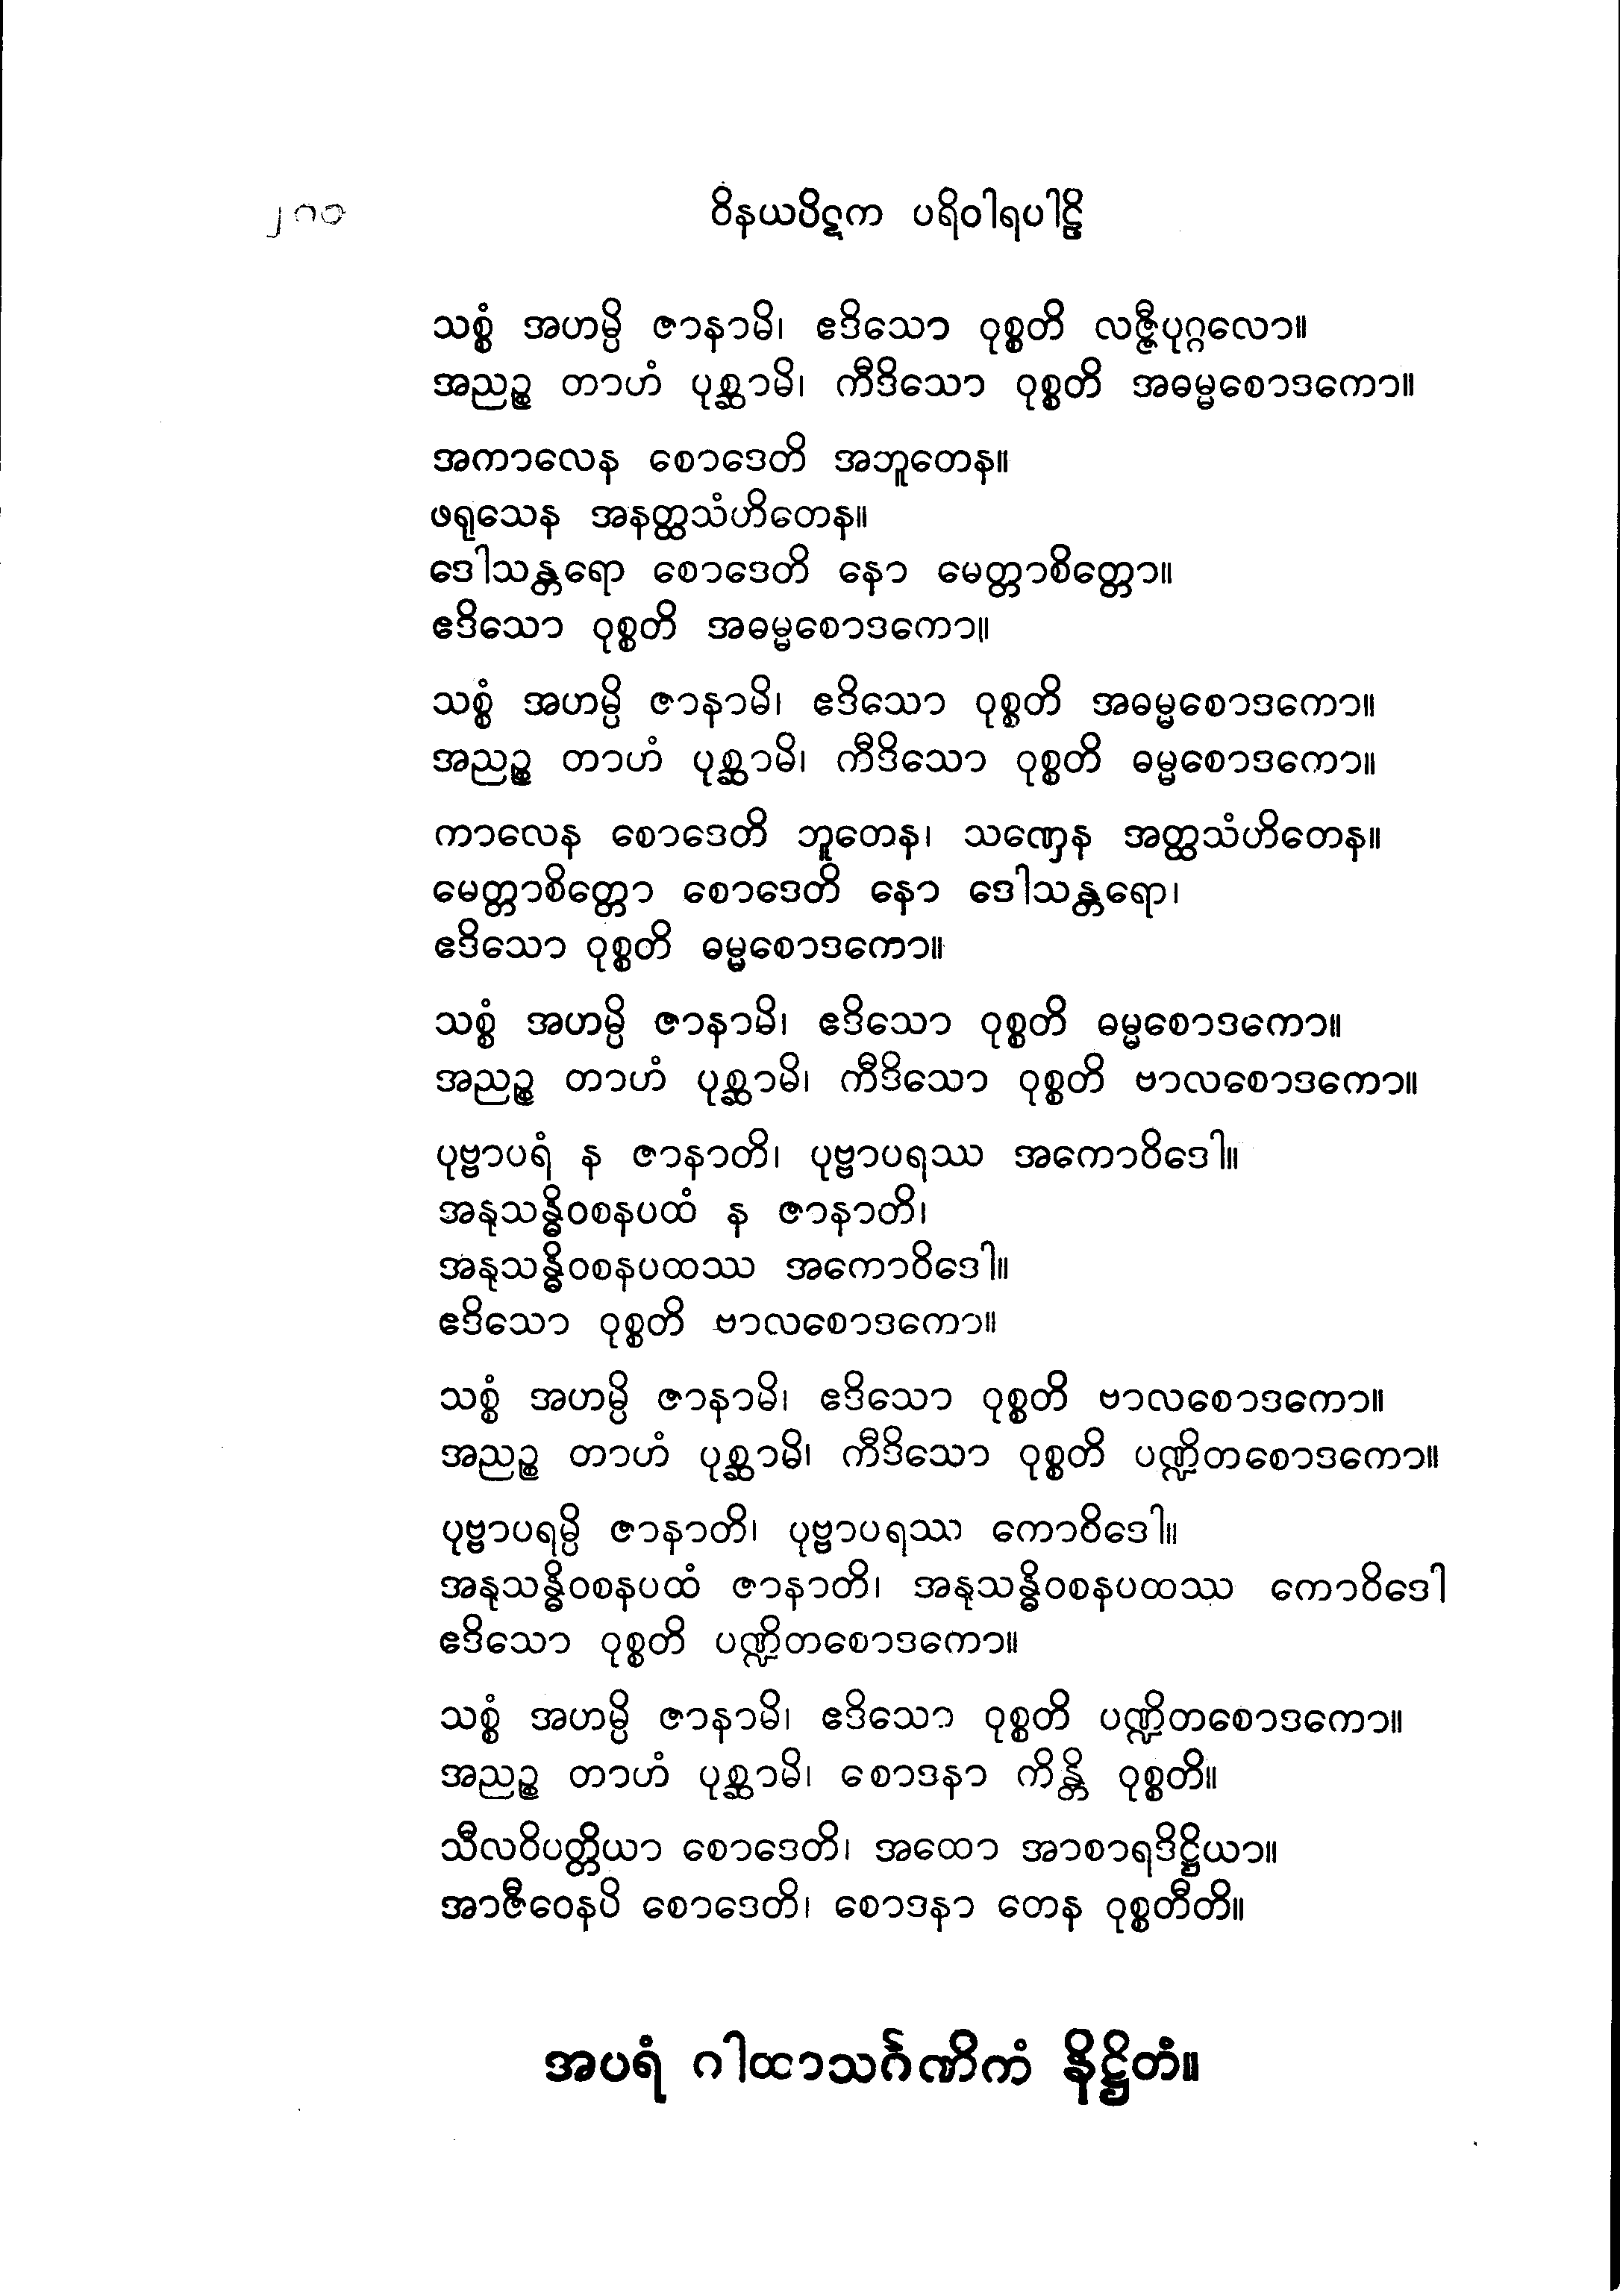 ၂၇၁ ဝိနယပိဋက ပရိဝါရပါဠိ
သစ္စံ အဟမ္ပိ ဇာနာမိ၊ ဧဒိသော ဝုစ္စတိ လဇ္ဇီပုဂ္ဂလော။
အညဉ္စ တာဟံ ပုစ္ဆာမိ၊ ကီဒိသော ဝုစ္စတိ အဓမ္မစောဒကော။
အကာလေန စောဒေတိ အဘူတေန။
ဖရုသေန အနတ္ထသံဟိတေန။
ဒေါသန္တရော စောဒေတိ နော မေတ္တာစိတ္တော။
ဧဒိသော ဝုစ္စတိ အဓမ္မစောဒကော။
သစ္စံ အဟမ္ပိ ဇာနာမိ၊ ဧဒိသော ဝုစ္စတိ အဓမ္မစောဒကော။
အညဉ္စ တာဟံ ပုစ္ဆာမိ၊ ကီဒိသော ဝုစ္စတိ ဓမ္မစောဒကော။
ကာလေန စောဒေတိ ဘူတေန၊ သဏှေန အတ္ထသံဟိတေန။
မေတ္တာစိတ္တော စောဒေတိ နော ဒေါသန္တရော၊
ဧဒိသော ဝုစ္စတိ ဓမ္မစောဒကော။
သစ္စံ အဟမ္ပိ ဇာနာမိ၊ ဧဒိသော ဝုစ္စတိ ဓမ္မစောဒကော။
အညဉ္စ တာဟံ ပုစ္ဆာမိ၊ ကီဒိသော ဝုစ္စတိ ဗာလစောဒကော။
ပုဗ္ဗာပရံ န ဇာနာတိ၊ ပုဗ္ဗာပရဿ အကောဝိဒေါ။
အနုသန္ဓိဝစနပထံ န ဇာနာတိ၊
အနုသန္ဓိဝစနပထဿ အကောဝိဒေါ။
ဧဒိသော ဝုစ္စတိ ဗာလစောဒကော။
သစ္စံ အဟမ္ပိ ဇာနာမိ၊ ဧဒိသော ဝုစ္စတိ ဗာလစောဒကော။
အညဉ္စ တာဟံ ပုစ္ဆာမိ၊ ကီဒိသော ဝုစ္စတိ ပဏ္ဍိတစောဒကော။
ပုဗ္ဗာပရမ္ပိ ဇာနာတိ၊ ပုဗ္ဗာပရဿ ကောဝိဒေါ။
အနုသန္ဓိဝစနပထံ ဇာနာတိ၊ အနုသန္ဓိဝစနပထဿ ကောဝိဒေါ
ဧဒိသော ဝုစ္စတိ ပဏ္ဍိတစောဒကော။
သစ္စံ အဟမ္ပိ ဇာနာမိ၊ ဧဒိသော ဝုစ္စတိ ပဏ္ဍိတစောဒကော။
အညဉ္စ တာဟံ ပုစ္ဆာမိ၊ စောဒနာ ကိန္တိ ဝုစ္စတိ။
သီလဝိပတ္တိယာ စောဒေတိ၊ အထော အာစာရဒိဋ္ဌိယာ။
အာဇီဝေနပိ စောဒေတိ၊ စောဒနာ တေန ဝုစ္စတီတိ။
အပရံ ဂါထာသင်္ဂဏိကံ နိဋ္ဌိတံ။